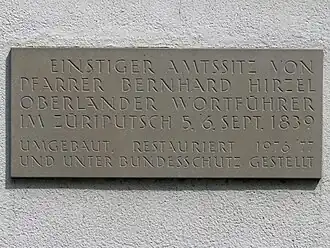 EINSTIGER AMTSSITZ VON
PFARRER BERNHARD HIRZEL
OBERLÄNDER WORTFÜHRER
IM ZÜRIPUTSCH 5./6. SEPT. 1839
UMGEBAUT, RESTAURIERT 1976/77
UND UNTER BUNDESSCHUTZ GESTELLT